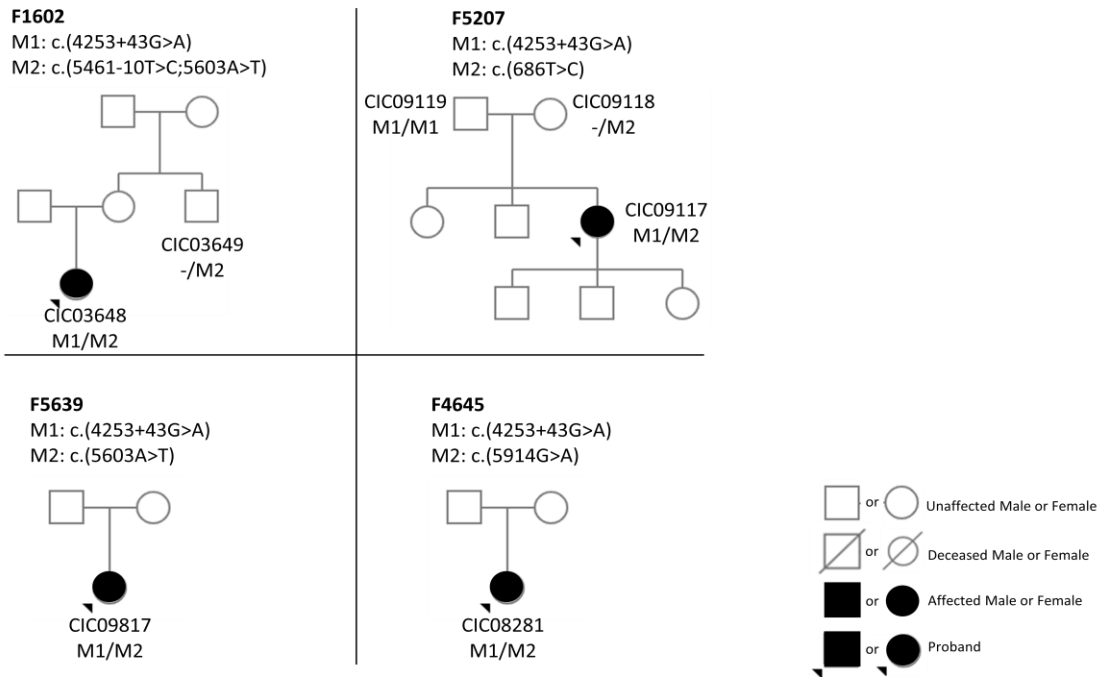 F1602
M1: c.(4253+43G>A)
M2: c.(5461-10T>C;5603A>T)
CIC03649
-/M2
CIC03648
M1/M2
F5207
M1: c.(4253+43G>A)
M2: c.(686T>C)
CIC09119
M1/M1
CIC09118
-/M2
CIC09117
M1/M2
F5639
M1: c.(4253+43G>A)
M2: c.(5603A>T)
CIC09817
M1/M2
F4645
M1: c.(4253+43G>A)
M2: c.(5914G>A)
CIC08281
M1/M2
or Unaffected Male or Female
or Deceased Male or Female
or Affected Male or Female
or Proband